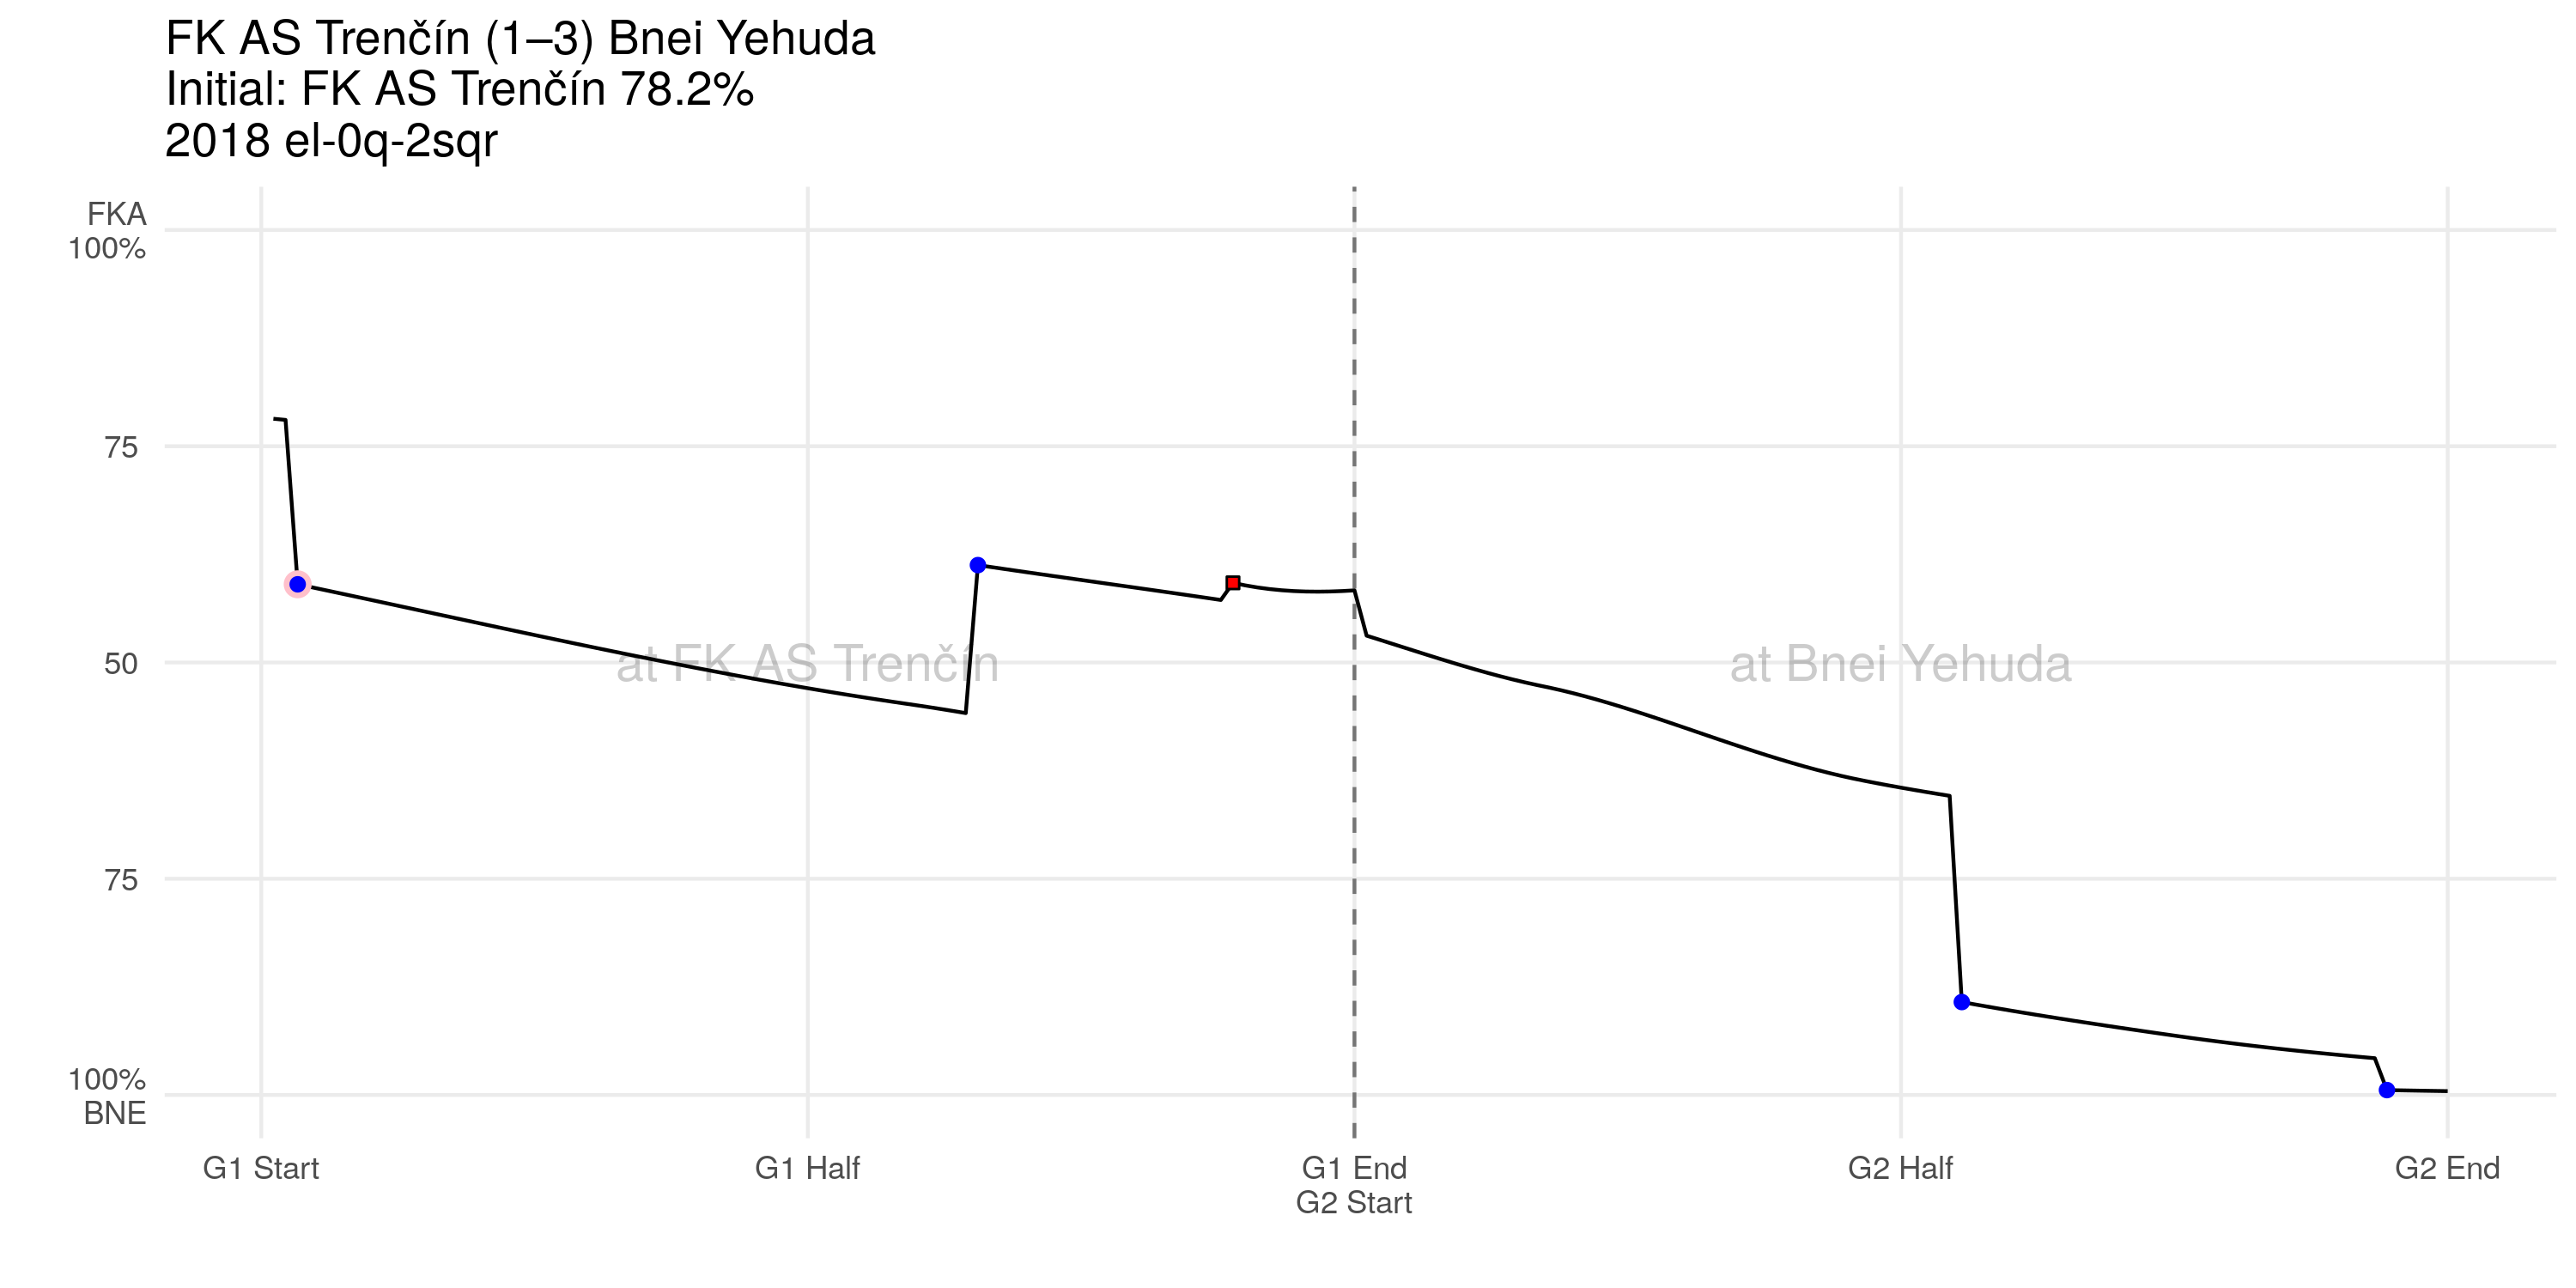 FK AS Trenčín (1–3) Bnei Yehuda
Initial: FK AS Trenčín 78.2%
2018 el-0q-2sqr
FKA
100%
75
50
75
100%
BNE
at FK AS Trenčín
at Bnei Yehuda
G1 Start
G1 Half
G1 End
G2 Start
G2 Half
G2 End